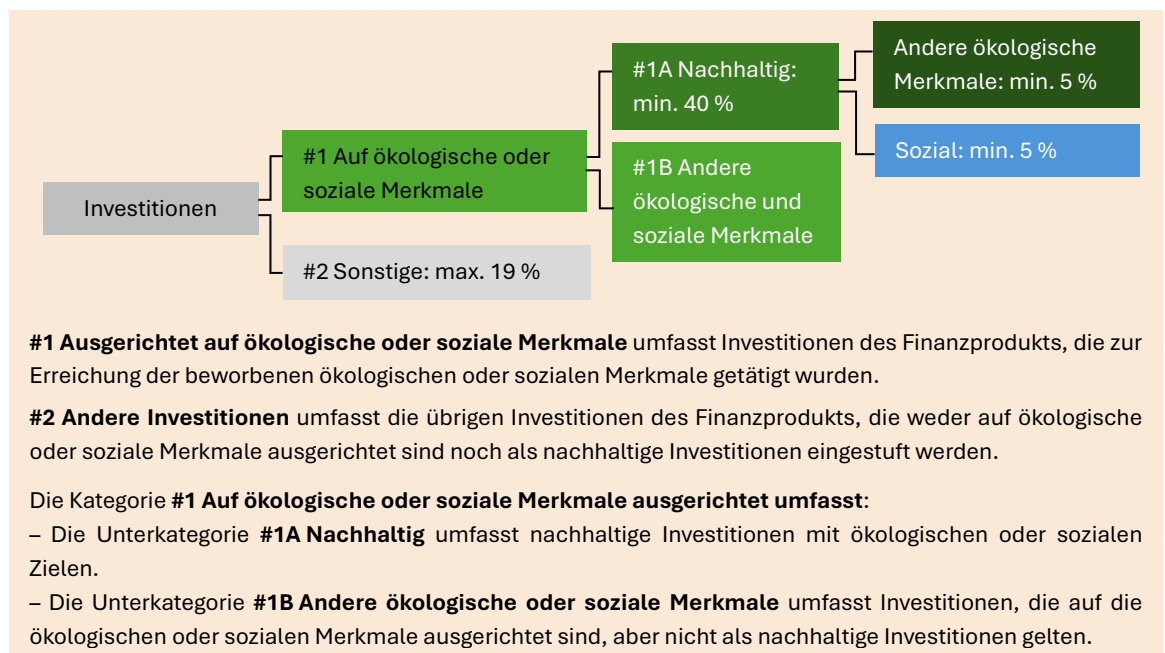 Andere ökologische
Merkmale: min. 5 %
#1A Nachhaltig:
min. 40 %
Sozial: min. 5 %
#1 Auf ökologische oder
soziale Merkmale
#1B Andere
ökologische und
soziale Merkmale
Investitionen
#2 Sonstige: max. 19 %
#1 Ausgerichtet auf ökologische oder soziale Merkmale umfasst Investitionen des Finanzprodukts, die zur
Erreichung der beworbenen ökologischen oder sozialen Merkmale getätigt wurden.
#2 Andere Investitionen umfasst die übrigen Investitionen des Finanzprodukts, die weder auf ökologische
oder soziale Merkmale ausgerichtet sind noch als nachhaltige Investitionen eingestuft werden.
Die Kategorie #1 Auf ökologische oder soziale Merkmale ausgerichtet umfasst:
– Die Unterkategorie #1A Nachhaltig umfasst nachhaltige Investitionen mit ökologischen oder sozialen
Zielen.
– Die Unterkategorie #1B Andere ökologische oder soziale Merkmale umfasst Investitionen, die auf die
ökologischen oder sozialen Merkmale ausgerichtet sind, aber nicht als nachhaltige Investitionen gelten.